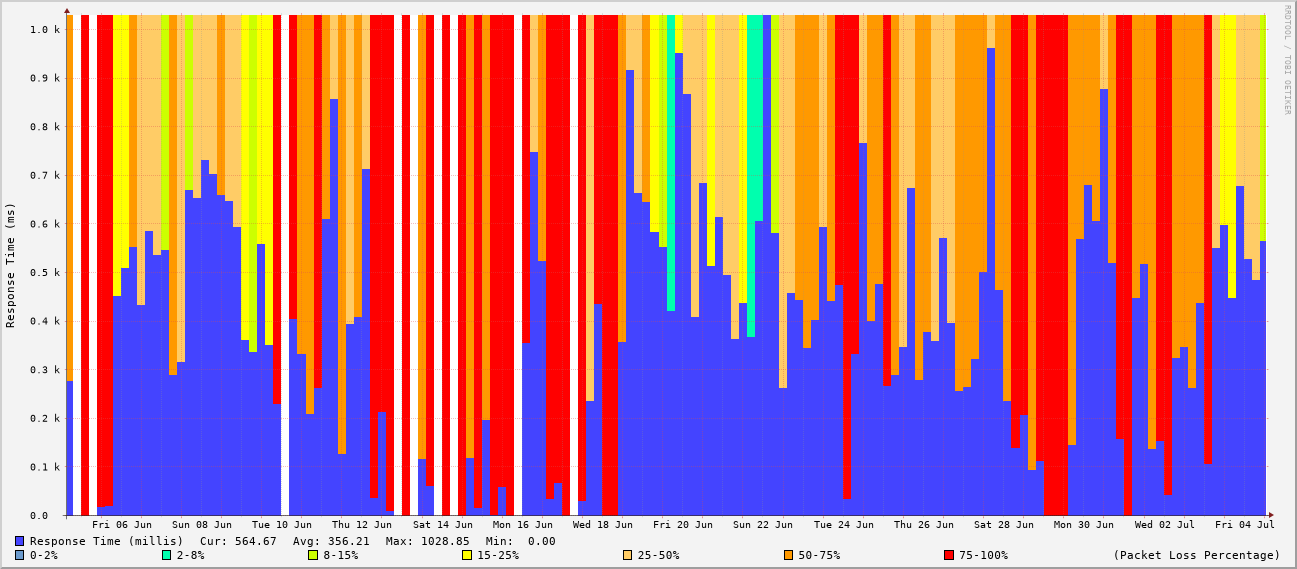 RRDTOOL / TOBI OETIKER
Response Time (ms)
1.0 k
0.9 k
0.8 k
0.7 k
0.6 k
0.5 k
0.4 k
0.3 k
0.2 k
0.1 k
0.0
Fri 06 Jun Sun 08 Jun Tue 10 Jun Thu 12 Jun Sat 14 Jun Mon 16 Jun Wed 18 Jun Fri 20 Jun Sun 22 Jun Tue 24 Jun Thu 26 Jun Sat 28 Jun Mon 30 Jun Wed 02 Jul Fri 04 Jul
Response Time (millis) Cur: 564.67 Avg: 356.21 Max: 1028.85 Min: 0.00
0-2% 2-8% 8-15% 15-25% 25-50% 50-75% 75-100% (Packet Loss Percentage)